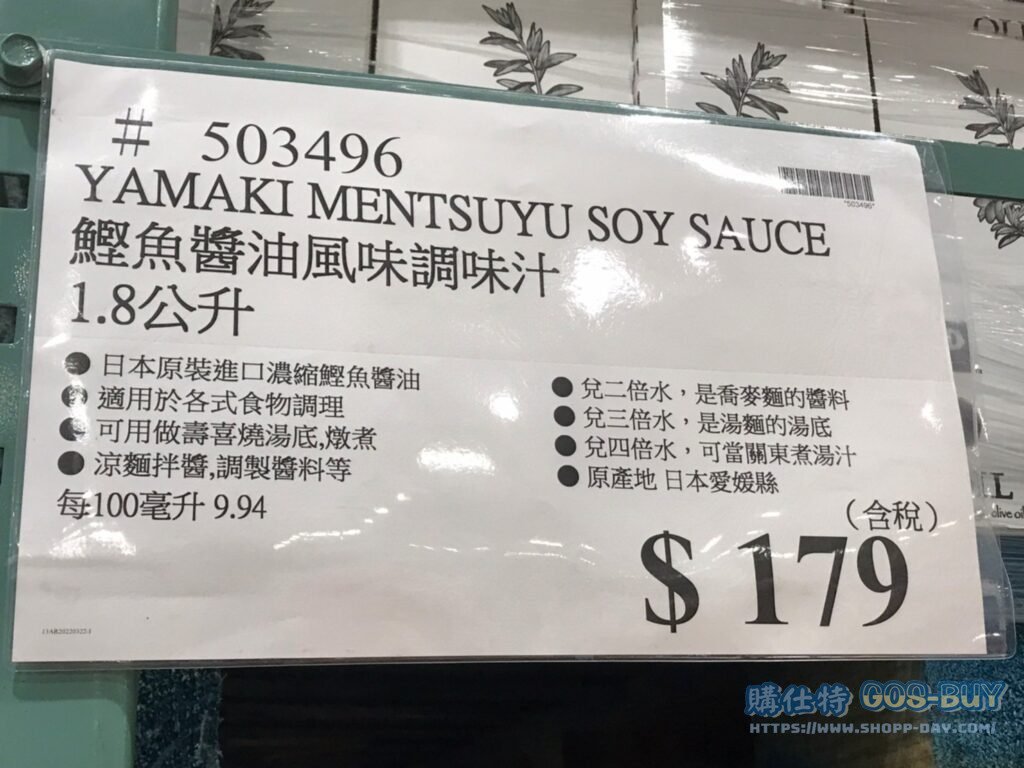 # 503496
*503496*
YAMAKI MENTSUYU SOY SAUCE
鰹魚醬油風味調味汁
1.8公升
● 日本原裝進口濃縮鰹魚醬油
● 適用於各式食物調理
● 可用做壽喜燒湯底,燉煮
● 涼麵拌醬,調製醬料等
每100毫升 9.94
● 兌二倍水，是喬麥麵的醬料
● 兌三倍水，是湯麵的湯底
● 兌四倍水，可當關東煮湯汁
● 原產地 日本愛媛縣
（含稅）
$ 179
13AB20220322-1
L
olive oil
購仕特 GOS-BUY
HTTPS://WWW.SHOPP-DAY.COM/